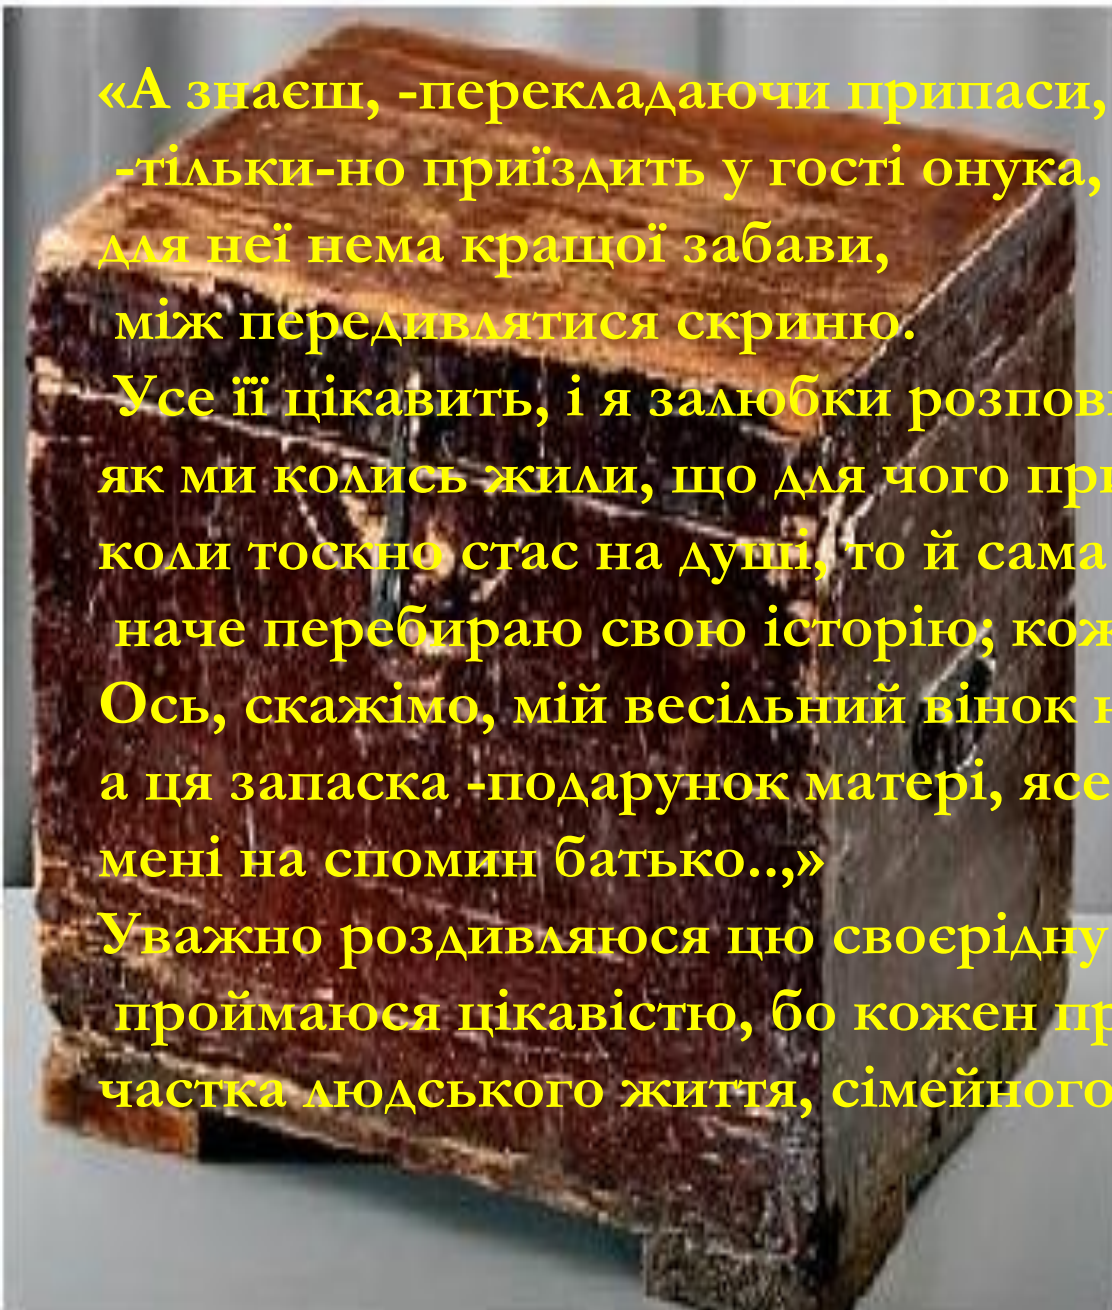 «А знаєш, -перекладаючи припаси,
-тільки-но приїздить у гості онука,
для неї нема кращої забави,
між передивлятися скриню.
Усе її цікавить, і я залюбки
як ми колись жили, що для чого
коли тоскно стас на душі, то й сама
наче перебираю свою історію;
Ось, скажімо, мій весільний вінок
а ця запаска -подарунок матері,
мені на спомин батько..,»
Уважно роздивляюся цю своєрідну
проймаюся цікавістю, бо кожен
частка людського життя, сімейного